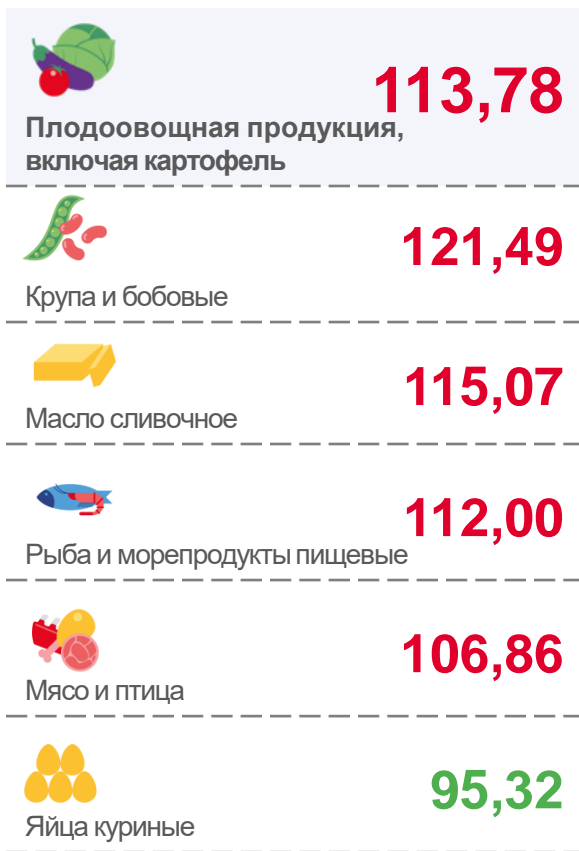 113,78
Плодоовощная продукция,
включая картофель
121,49
Крупа и бобовые
115,07
Масло сливочное
112,00
Рыба и морепродукты пищевые
106,86
Мясо и птица
95,32
Яйца куриные